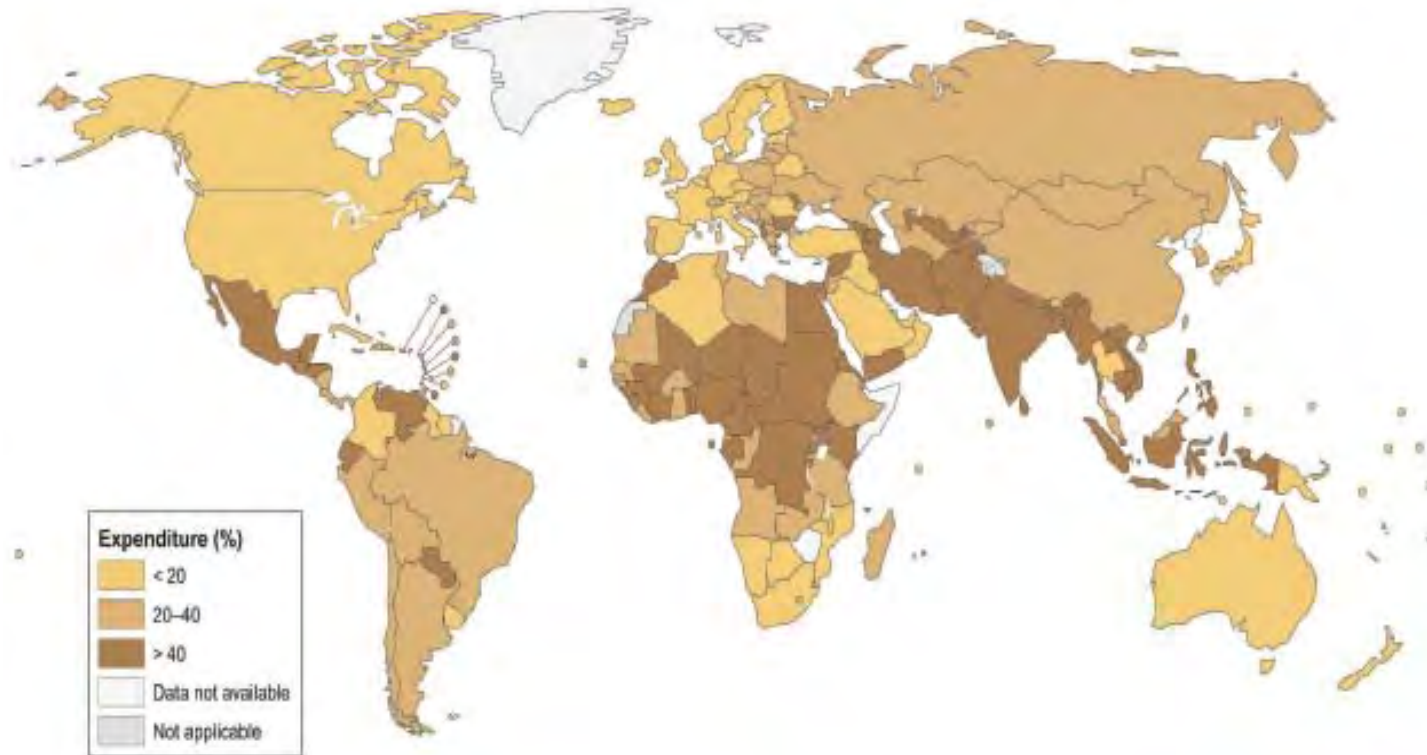 Expenditure (%)
< 20
20–40
> 40
Data not available
Not applicable